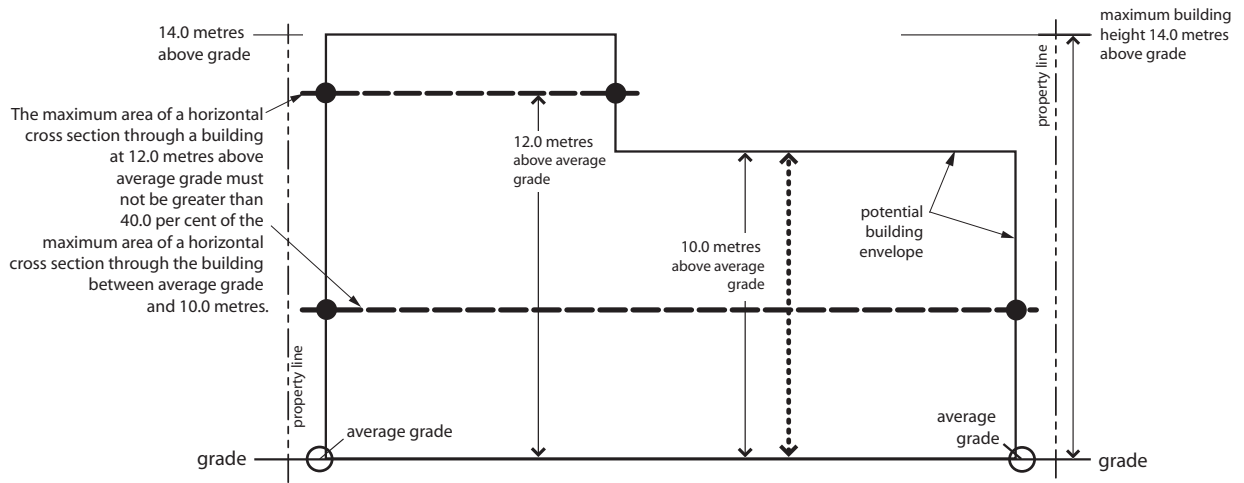 14.0 metres
above grade
The maximum area of a horizontal
cross section through a building
at 12.0 metres above
average grade must
not be greater than
40.0 per cent of the
maximum area of a horizontal
cross section through the building
between average grade
and 10.0 metres.
property line
grade
average grade
12.0 metres
above average
grade
10.0 metres
above average
grade
potential
building
envelope
average
grade
property line
maximum building
height 14.0 metres
above grade
grade